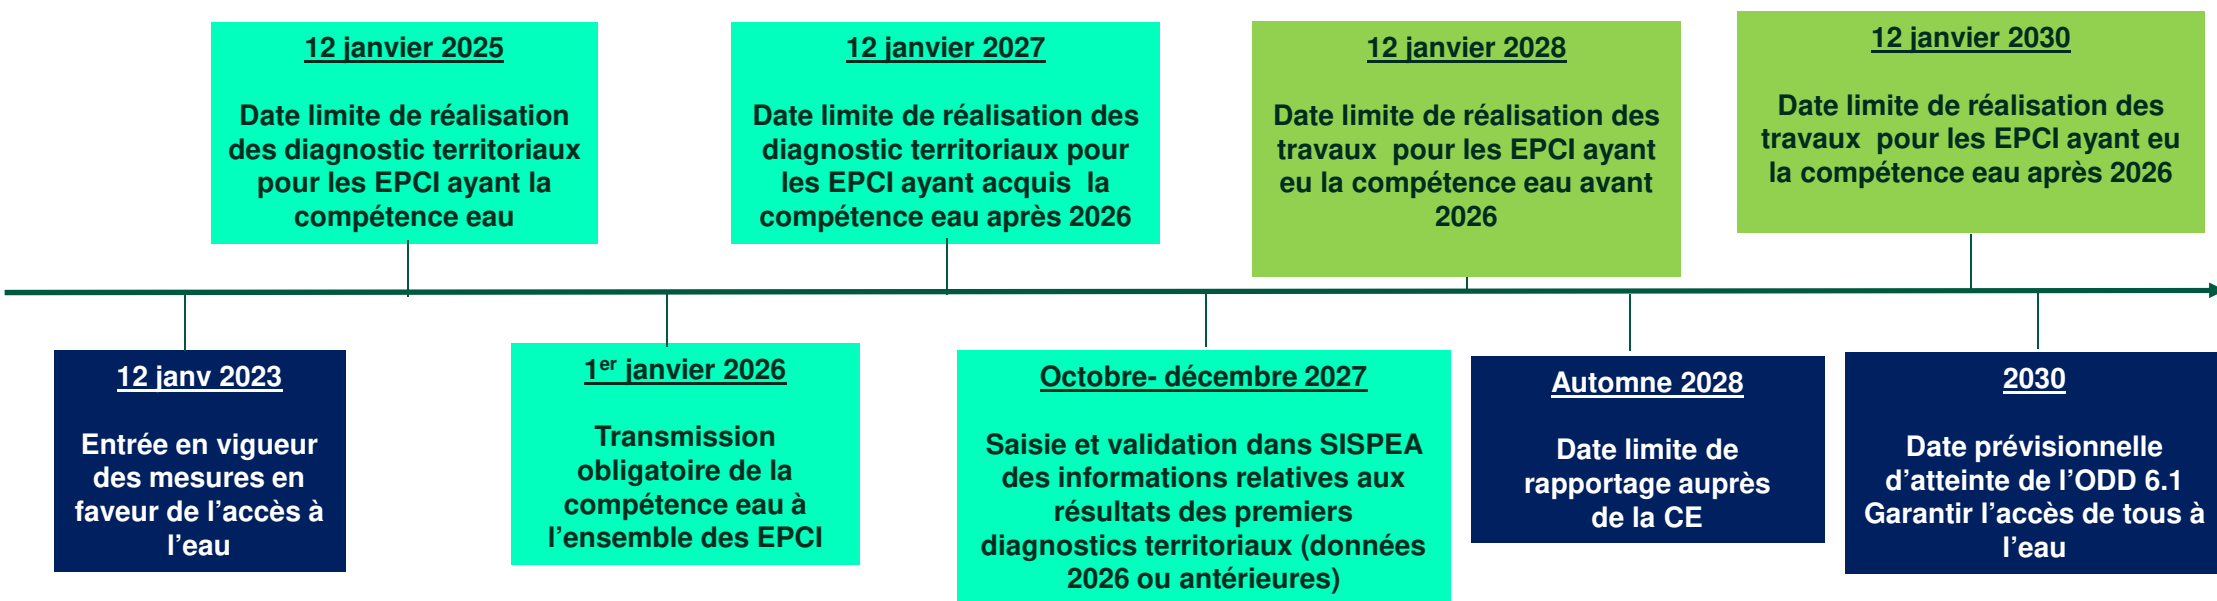 12 janvier 2025
Date limite de réalisation
des diagnostic territoriaux
pour les EPCI ayant la
compétence eau
12 janvier 2027
Date limite de réalisation des
diagnostic territoriaux pour
les EPCI ayant acquis  la
compétence eau après 2026
12 janvier 2028
Date limite de réalisation des
travaux  pour les EPCI ayant
eu la compétence eau avant
2026
12 janvier 2030
Date limite de réalisation des
travaux  pour les EPCI ayant eu
la compétence eau après 2026
12 janv 2023
Entrée en vigueur
des mesures en
faveur de l’accès à
l’eau
1er janvier 2026
Transmission
obligatoire de la
compétence eau à
l’ensemble des EPCI
Octobre- décembre 2027
Saisie et validation dans SISPEA
des informations relatives aux
résultats des premiers
diagnostics territoriaux (données
2026 ou antérieures)
Automne 2028
Date limite de
rapportage auprès
de la CE
2030
Date prévisionnelle
d’atteinte de l’ODD 6.1
Garantir l’accès de tous à
l’eau